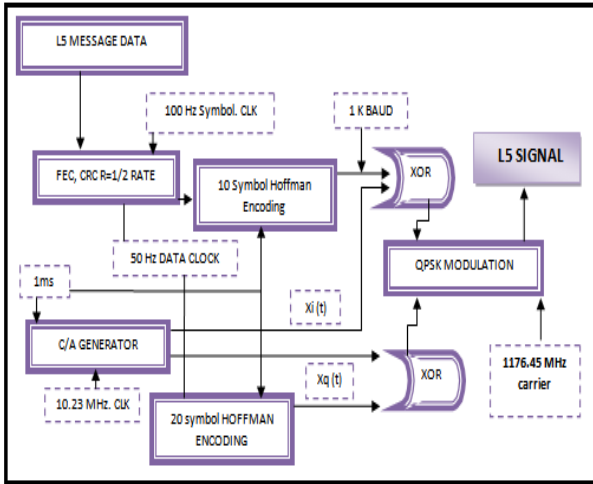 L5 MESSAGE DATA
100 Hz Symbol. CLK
1 K BAUD
FEC, CRC R=1/2 RATE
10 Symbol Hoffman
Encoding
XOR
L5 SIGNAL
50 Hz DATA CLOCK
QPSK MODULATION
1ms
Xi (t)
C/A GENERATOR
Xq (t)
XOR
1176.45 MHz
carrier
10.23 MHz. CLK
20 symbol HOFFMAN
ENCODING